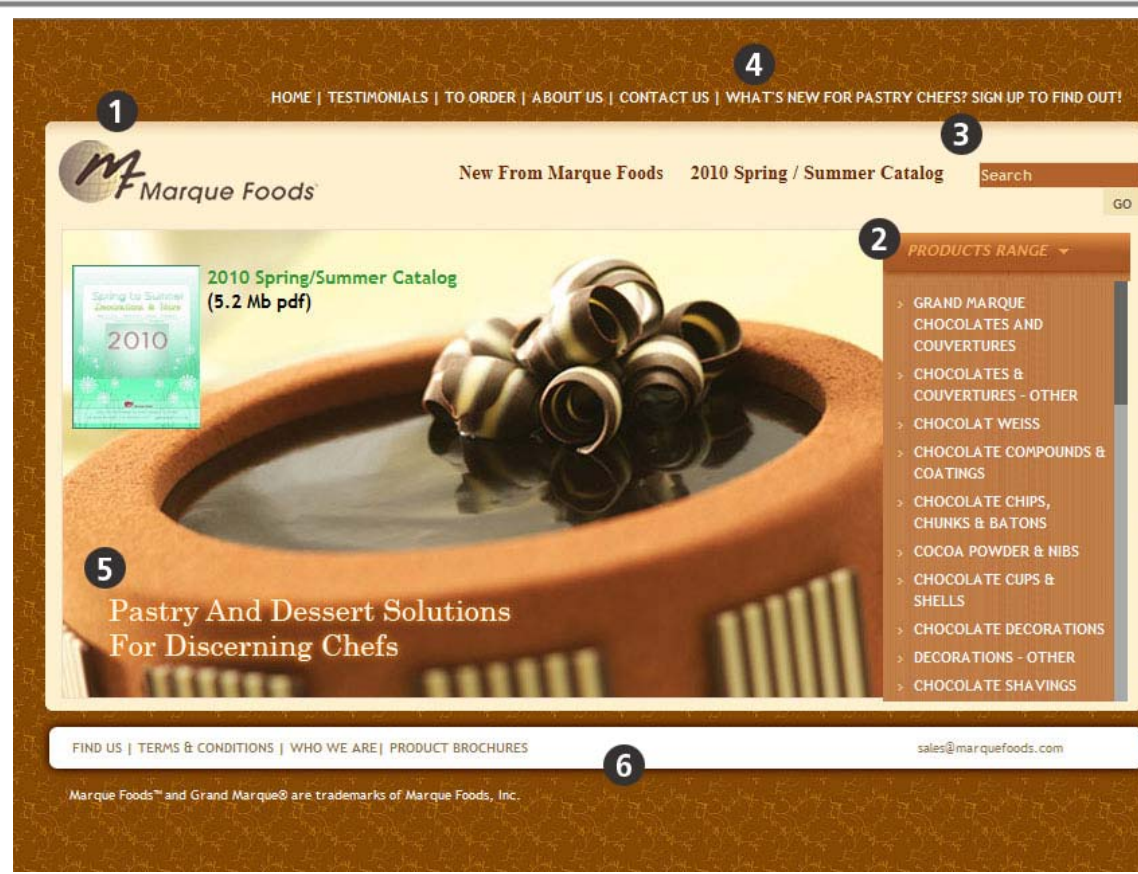 4
HOME | TESTIMONIALS | TO ORDER | ABOUT US | CONTACT US | WHAT'S NEW FOR PASTRY CHEFS? SIGN UP TO FIND OUT!
1
3
MF Marque Foods
New From Marque Foods 2010 Spring / Summer Catalog
Search
GO
2
PRODUCTS RANGE
2010 Spring/Summer Catalog
(5.2 Mb pdf)
Spring to Summer
2010
GRAND MARQUE
CHOCOLATES AND
COUVERTURES
CHOCOLATES &
COUVERTURES - OTHER
CHOCOLAT WEISS
CHOCOLATE COMPOUNDS &
COATINGS
CHOCOLATE CHIPS,
CHUNKS & BATONS
COCOA POWDER & NIBS
CHOCOLATE CUPS &
SHELLS
CHOCOLATE DECORATIONS
DECORATIONS - OTHER
CHOCOLATE SHAVINGS
5
Pastry And Dessert Solutions
For Discerning Chefs
FIND US | TERMS & CONDITIONS | WHO WE ARE| PRODUCT BROCHURES
sales@marquefoods.com
6
Marque Foods™ and Grand Marque® are trademarks of Marque Foods, Inc.